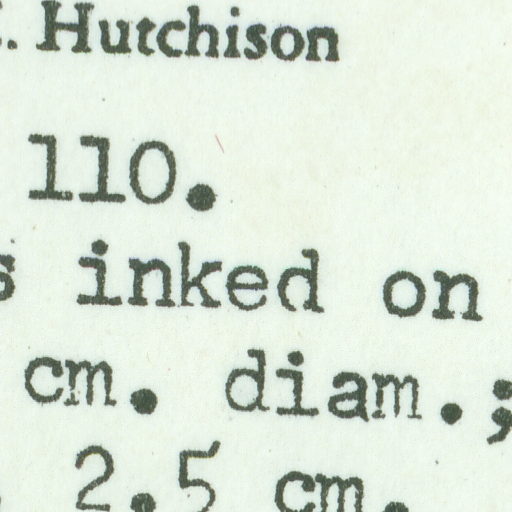 . Hutchison
110.
s inked on
cm. diam.;
2.5 cm.